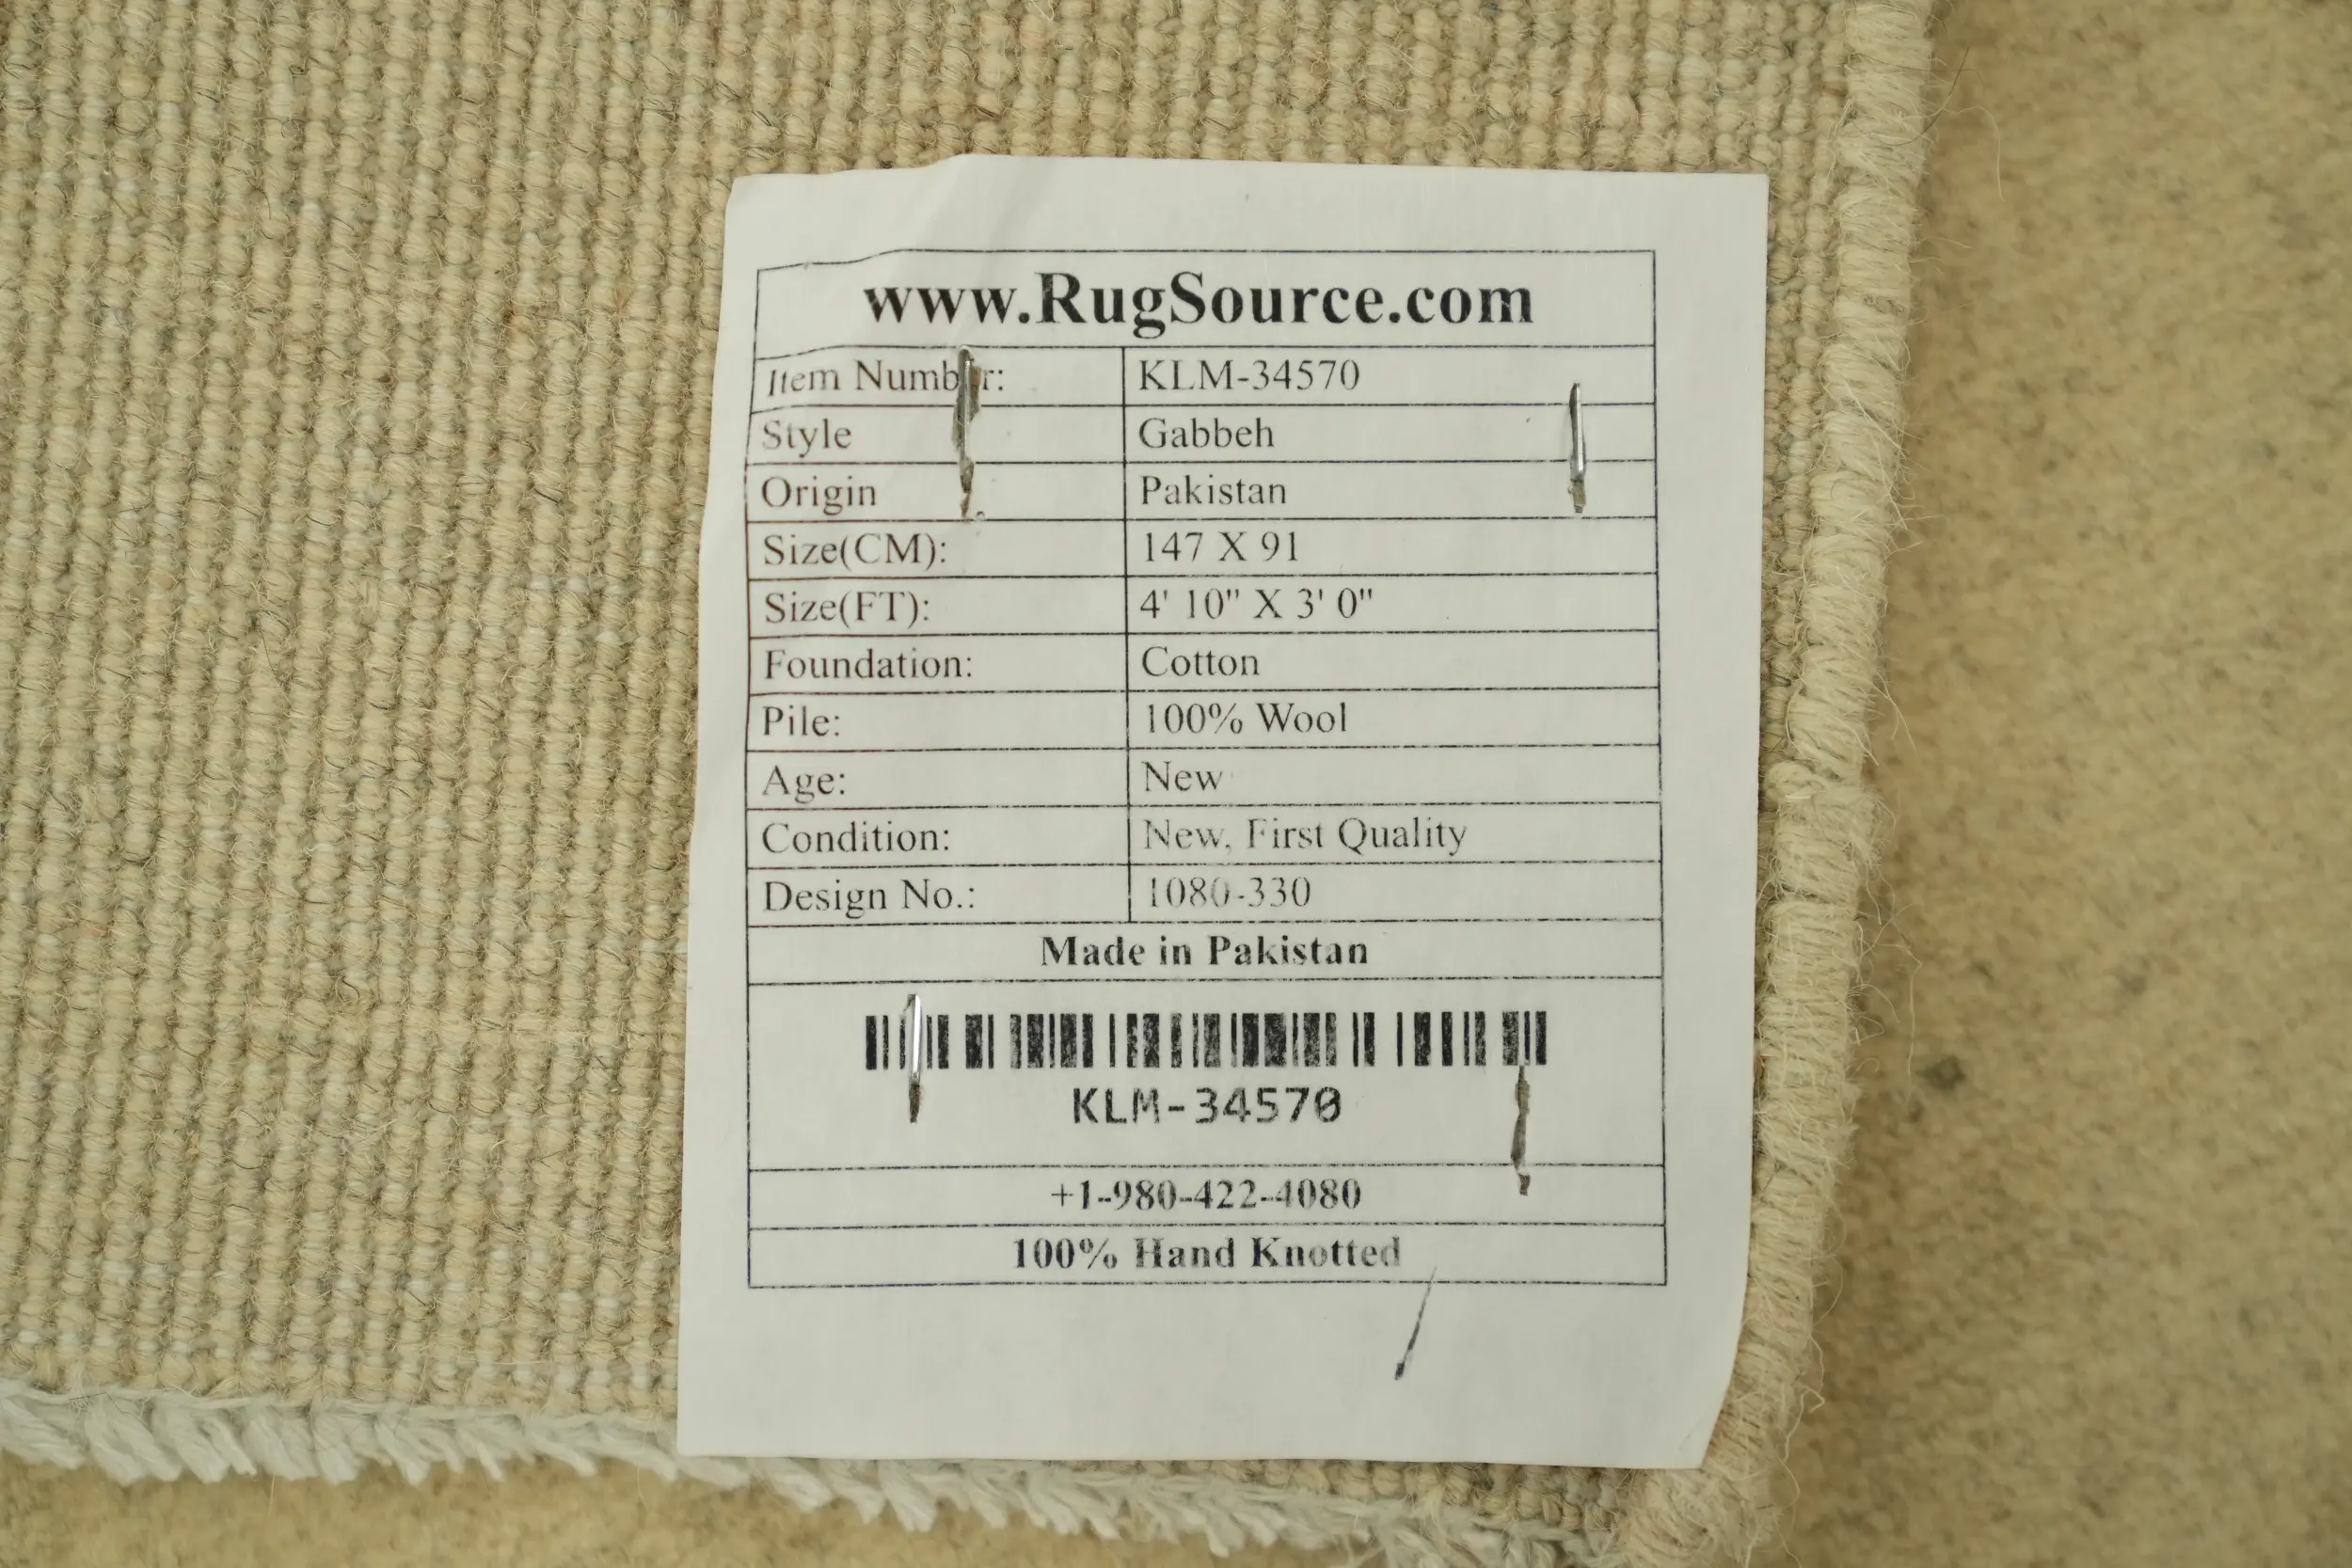 www.RugSource.com
Item Number: KLM-34570
Style Gabbeh
Origin Pakistan
Size(CM): 147 X 91
Size(FT): 4' 10" X 3' 0"
Foundation: Cotton
Pile: 100% Wool
Age: New
Condition: New, First Quality
Design No.: 1080-330
Made in Pakistan
KLM-34570
+1-980-422-4080
100% Hand Knotted